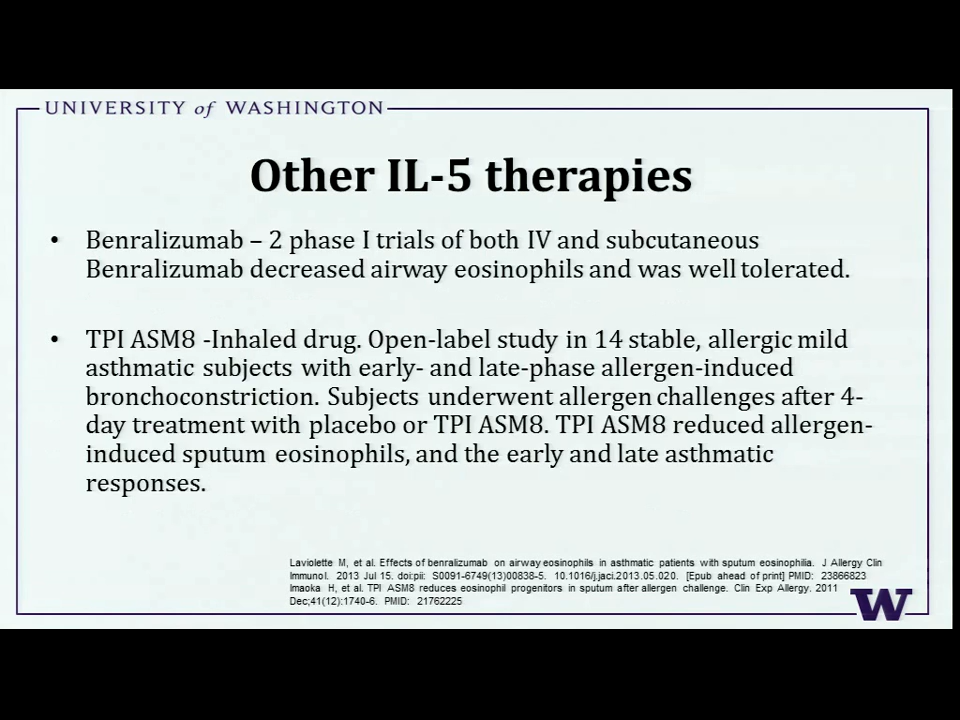 UNIVERSITY of WASHINGTON
Other IL-5 therapies
• Benralizumab – 2 phase I trials of both IV and subcutaneous
Benralizumab decreased airway eosinophils and was well tolerated.
• TPI ASM8 -Inhaled drug. Open-label study in 14 stable, allergic mild
asthmatic subjects with early- and late-phase allergen-induced
bronchoconstriction. Subjects underwent allergen challenges after 4-
day treatment with placebo or TPI ASM8. TPI ASM8 reduced allergen-
induced sputum eosinophils, and the early and late asthmatic
responses.
Laviolette M, et al. Effects of benralizumab on airway eosinophils in asthmatic patients with sputum eosinophilia. J Allergy Clin
Immunol. 2013 Jul 15. doi:pii: S0091-6749(13)00838-5. 10.1016/j.jaci.2013.05.020. [Epub ahead of print] PMID: 23866823
Imaoka H, et al. TPI ASM8 reduces eosinophil progenitors in sputum after allergen challenge. Clin Exp Allergy. 2011
Dec;41(12):1740-6. PMID: 21762225
W